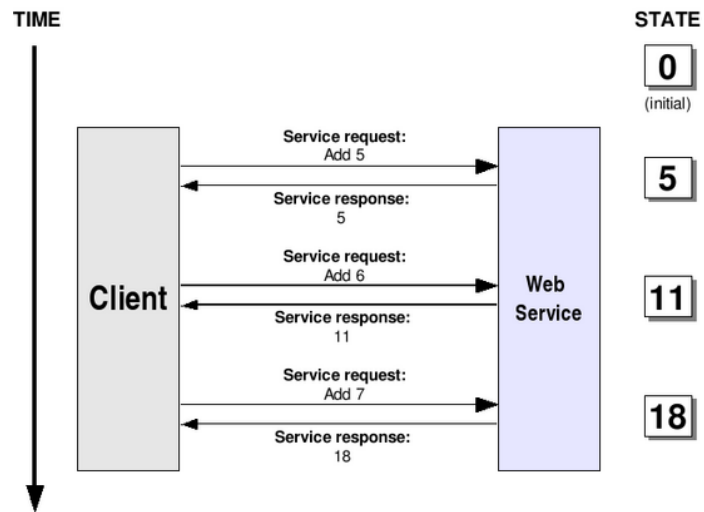 TIME
STATE
0
(initial)
Service request:
Add 5
5
Service response:
5
Service request:
Add 6
Client
Web
Service
11
Service response:
11
Service request:
Add 7
18
Service response:
18